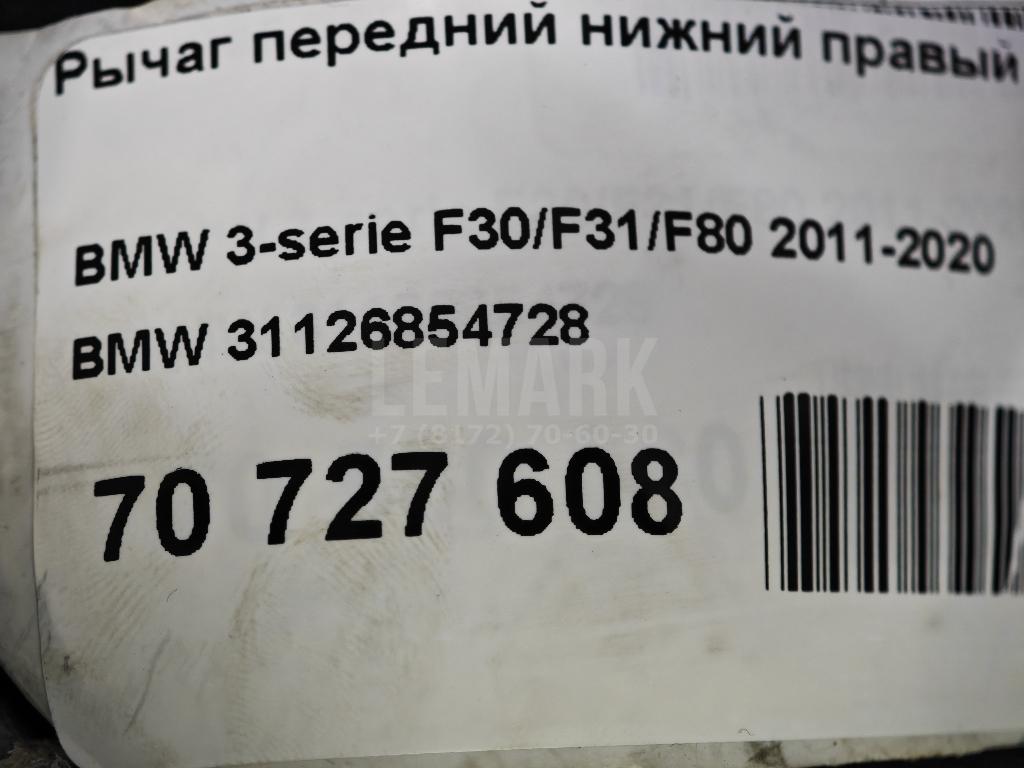 Рычаг передний нижний правый
BMW 3-serie F30/F31/F80 2011-2020
BMW 31126854728
LEMARK
+7 (8172) 70-60-30
70 727 608